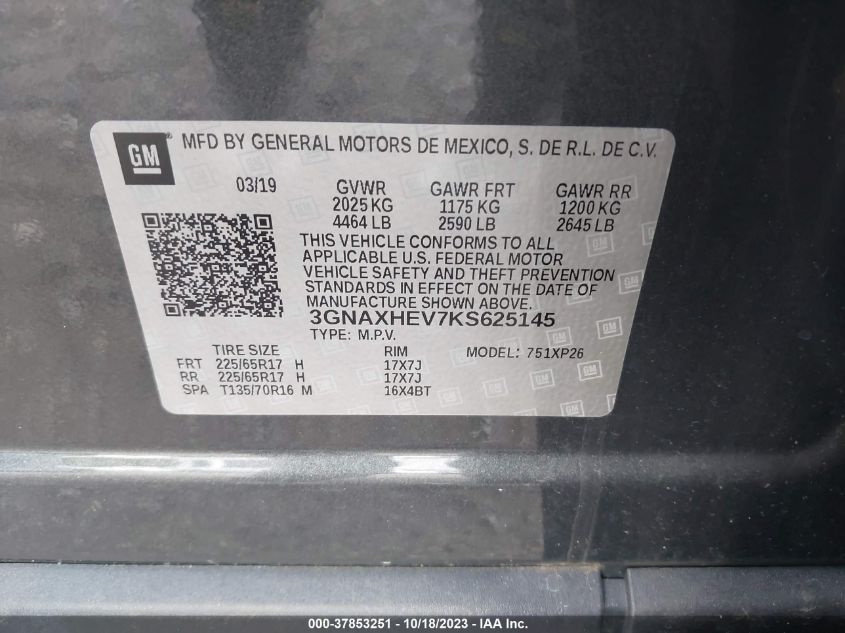 GM
®
MFD BY GENERAL MOTORS DE MEXICO, S. DE R.L. DE C.V.
03/19 GVWR GAWR FRT GAWR RR
2025 KG 1175 KG 1200 KG
4464 LB 2590 LB 2645 LB
THIS VEHICLE CONFORMS TO ALL
APPLICABLE U.S. FEDERAL MOTOR
VEHICLE SAFETY AND THEFT PREVENTION
STANDARDS IN EFFECT ON THE DATE OF
MANUFACTURE SHOWN ABOVE.
3GNAXHEV7KS625145
TYPE: M.P.V.
TIRE SIZE RIM MODEL: 751XP26
FRT 225/65R17 H 17X7J
RR 225/65R17 H 17X7J
SPA T135/70R16 M 16X4BT
000-37853251 - 10/18/2023 - IAA Inc.